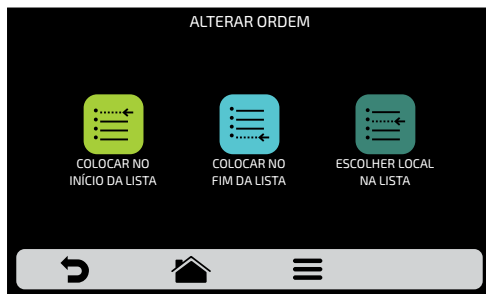 ALTERAR ORDEM
COLOCAR NO
INÍCIO DA LISTA
COLOCAR NO
FIM DA LISTA
ESCOLHER LOCAL
NA LISTA